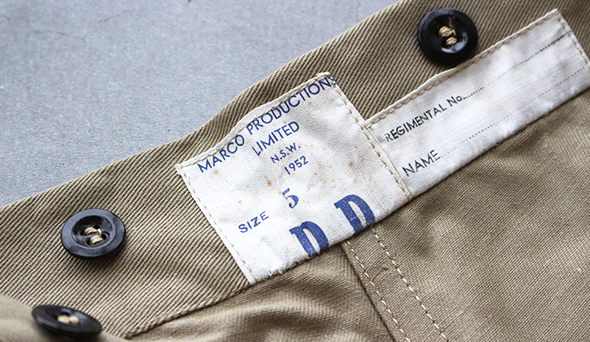 MARCO PRODUCTIONS
LIMITED
N.S.W.
1952
SIZE 5
D D
REGIMENTAL No.
NAME